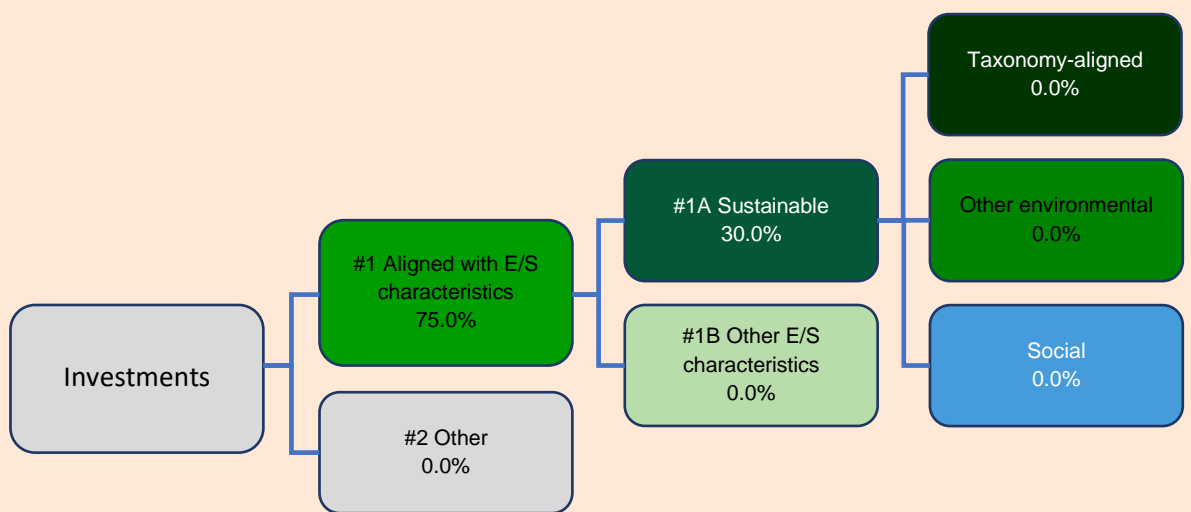 Investments
#1 Aligned with E/S
characteristics
75.0%
#2 Other
0.0%
#1A Sustainable
30.0%
#1B Other E/S
characteristics
0.0%
Taxonomy-aligned
0.0%
Other environmental
0.0%
Social
0.0%